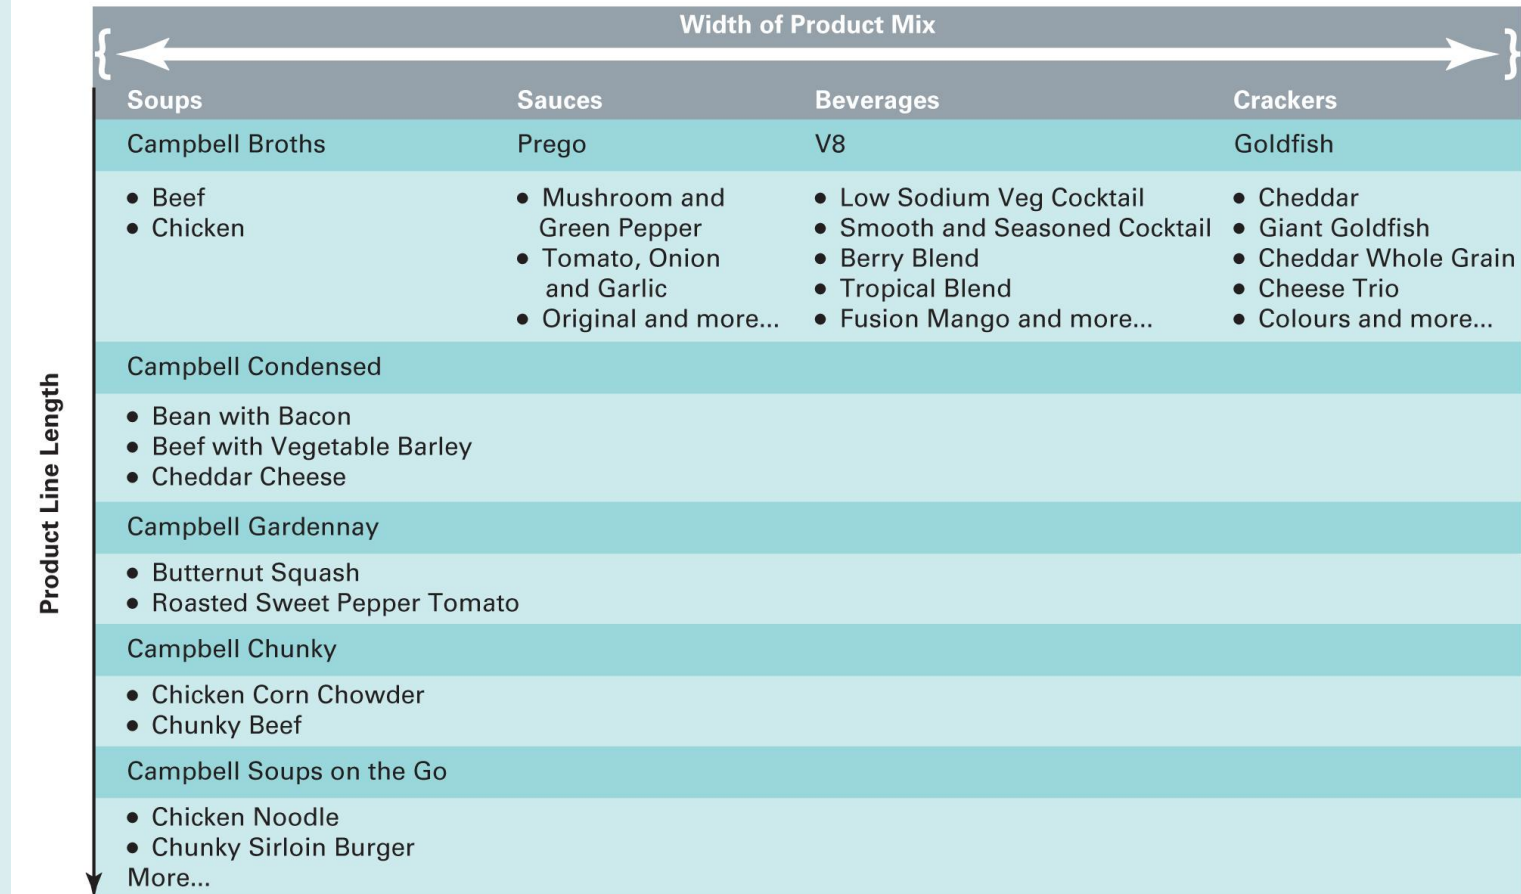 Width of Product Mix
Soups
Sauces
Beverages
Crackers
Campbell Broths
Prego
V8
Goldfish
• Beef
• Chicken
• Mushroom and
Green Pepper
• Tomato, Onion
and Garlic
• Original and more...
• Low Sodium Veg Cocktail
• Smooth and Seasoned Cocktail
• Berry Blend
• Tropical Blend
• Fusion Mango and more...
• Cheddar
• Giant Goldfish
• Cheddar Whole Grain
• Cheese Trio
• Colours and more...
Product Line Length
Campbell Condensed
• Bean with Bacon
• Beef with Vegetable Barley
• Cheddar Cheese
Campbell Gardennay
• Butternut Squash
• Roasted Sweet Pepper Tomato
Campbell Chunky
• Chicken Corn Chowder
• Chunky Beef
Campbell Soups on the Go
• Chicken Noodle
• Chunky Sirloin Burger
More...